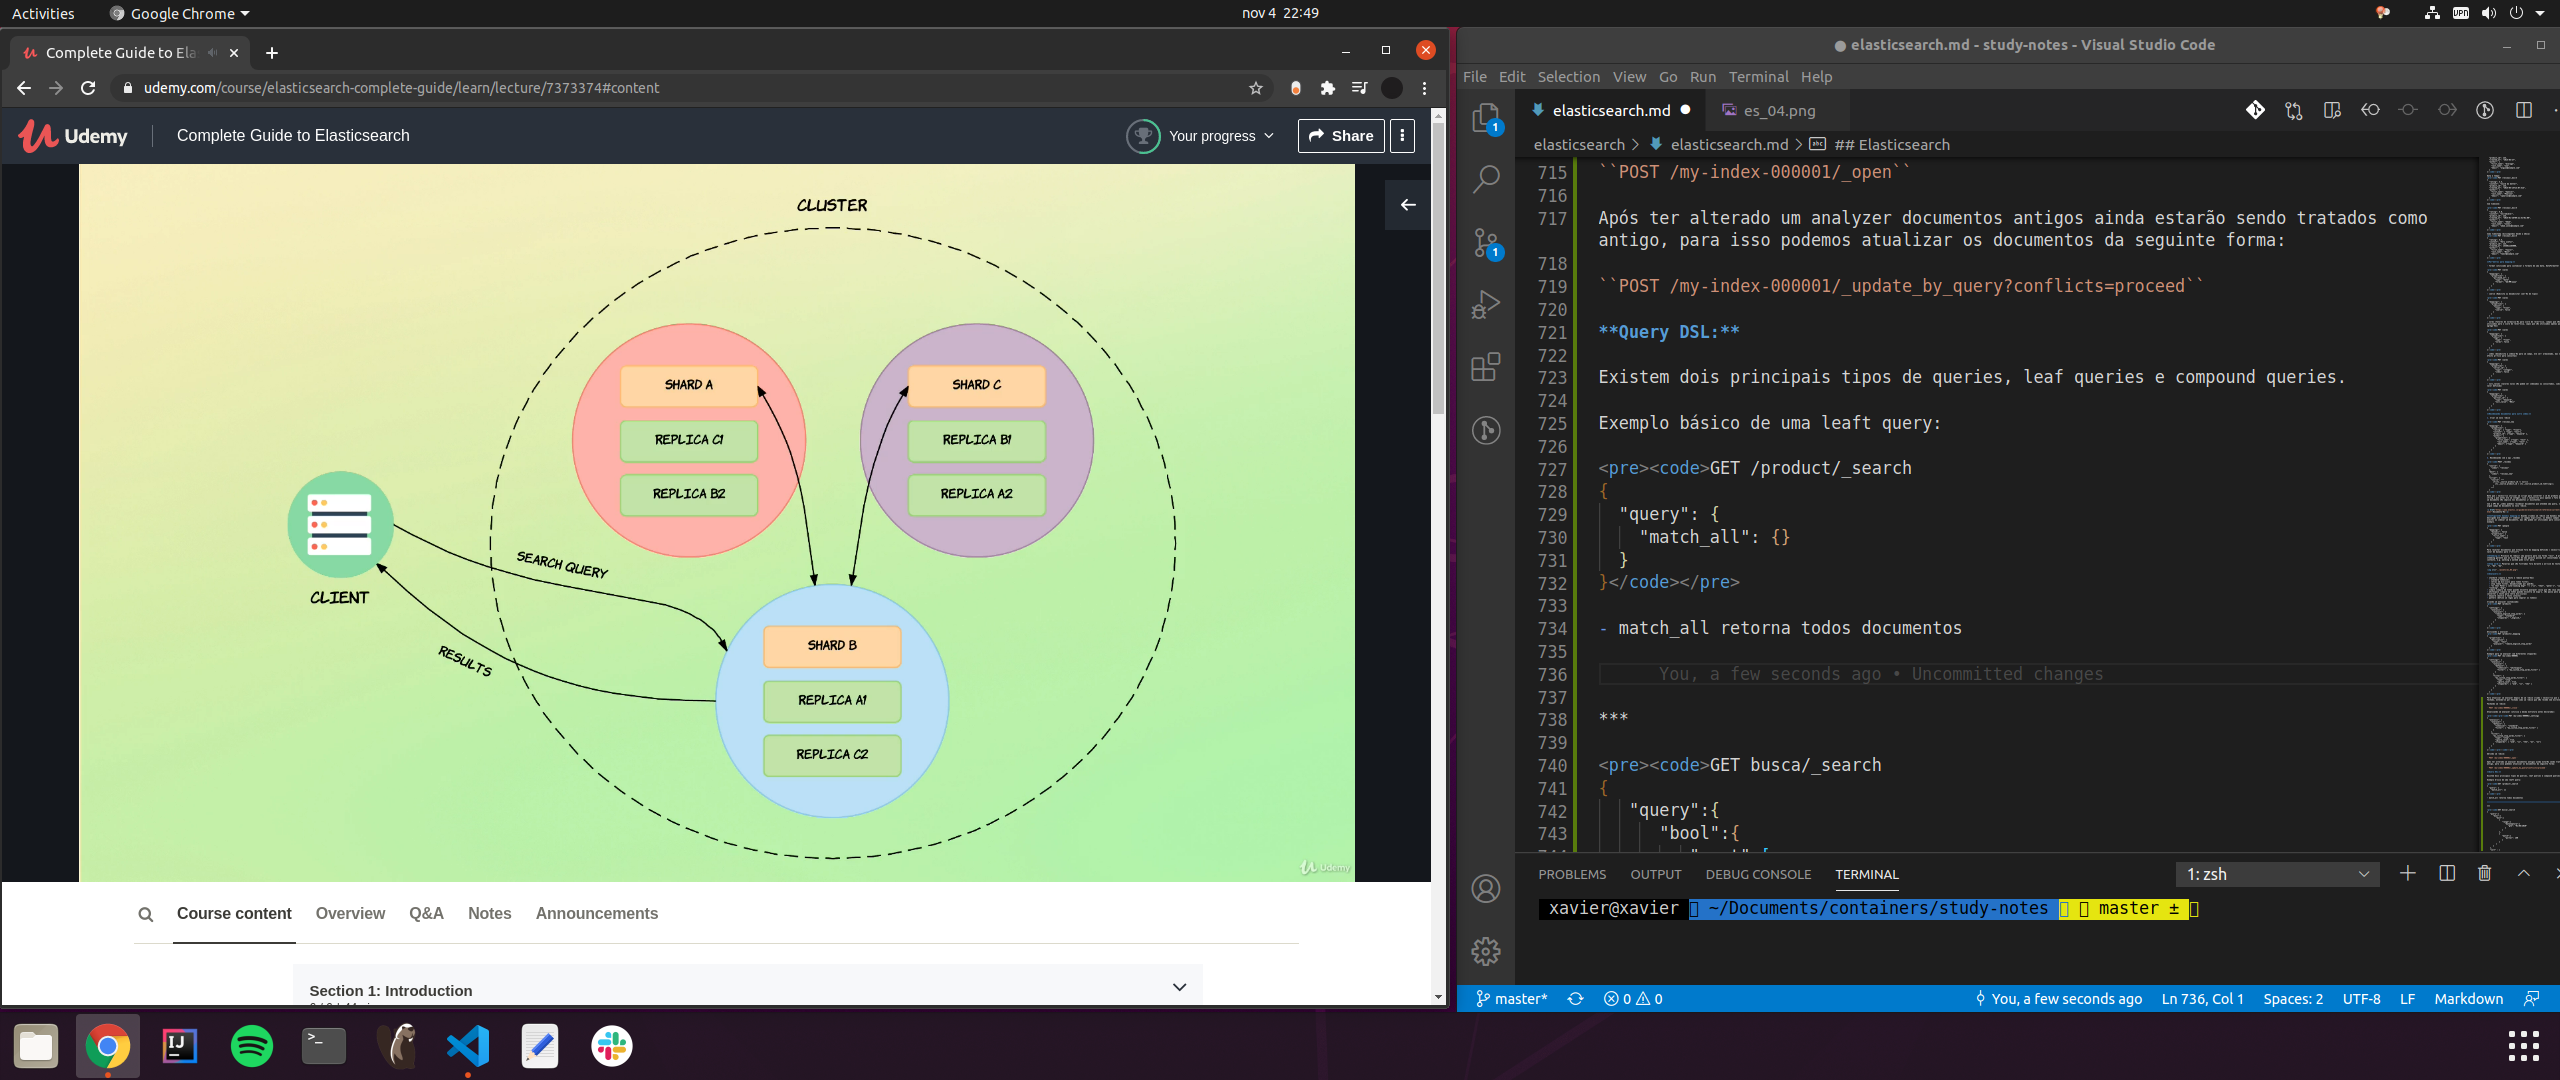 Activities
Google Chrome
nov 4 22:49
VPN
Complete Guide to Ela
udemy.com/course/elasticsearch-complete-guide/learn/lecture/7373374#content
Udemy
Complete Guide to Elasticsearch
Your progress
Share
CLUSTER
SHARD A
REPLICA C1
REPLICA B2
SHARD C
REPLICA B1
REPLICA A2
SEARCH QUERY
CLIENT
RESULTS
SHARD B
REPLICA A1
REPLICA C2
Udemy
Course content
Overview
Q&A
Notes
Announcements
Section 1: Introduction
elasticsearch.md - study-notes - Visual Studio Code
File Edit Selection View Go Run Terminal Help
elasticsearch.md
es_04.png
elasticsearch > elasticsearch.md > abc ## Elasticsearch
1
1
715 ``POST /my-index-000001/_open``
716
717 Após ter alterado um analyzer documentos antigos ainda estarão sendo tratados como
antigo, para isso podemos atualizar os documentos da seguinte forma:
718
719 ``POST /my-index-000001/_update_by_query?conflicts=proceed``
720
721 **Query DSL:**
722
723 Existem dois principais tipos de queries, leaf queries e compound queries.
724
725 Exemplo básico de uma leaft query:
726
727 <pre><code>GET /product/_search
728 {
729 "query": {
730 "match_all": {}
731 }
732 }</code></pre>
733
734 - match_all retorna todos documentos
735
736 You, a few seconds ago • Uncommitted changes
737
738 ***
739
740 <pre><code>GET busca/_search
741 {
742 "query":{
743 "bool":{
PROBLEMS
OUTPUT
DEBUG CONSOLE
TERMINAL
1: zsh
xavier@xavier ~/Documents/containers/study-notes master ±
master*
0 0
You, a few seconds ago
Ln 736, Col 1
Spaces: 2
UTF-8
LF
Markdown
IJ